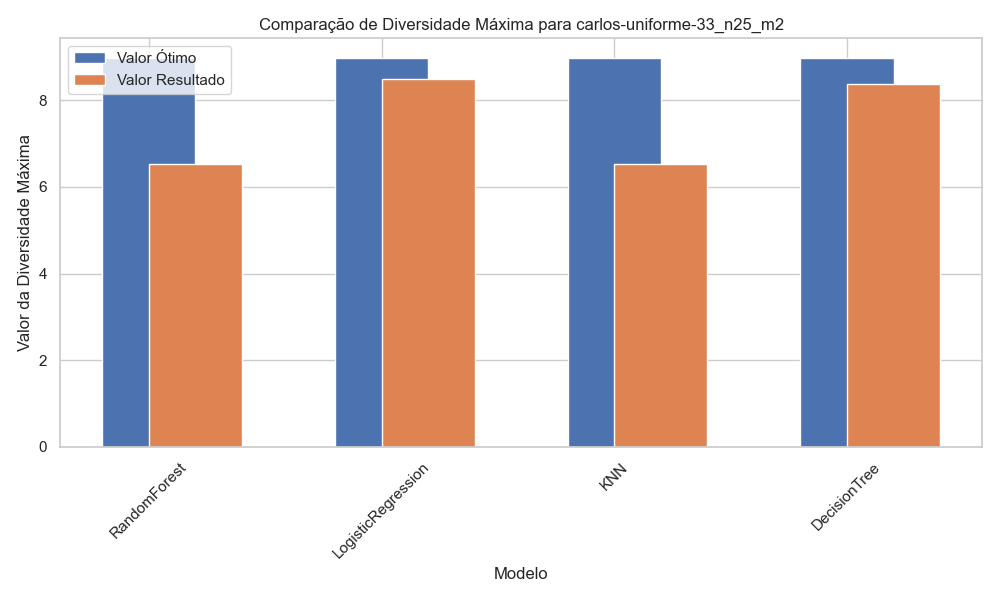 Comparação de Diversidade Máxima para carlos-uniforme-33_n25_m2
Valor Ótimo
Valor Resultado
Valor da Diversidade Máxima
8
6
4
2
0
RandomForest
LogisticRegression
KNN
DecisionTree
Modelo